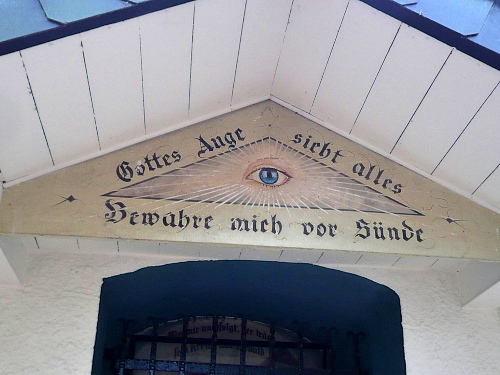 Gottes Auge sieht alles
Bewahre mich vor Sünde